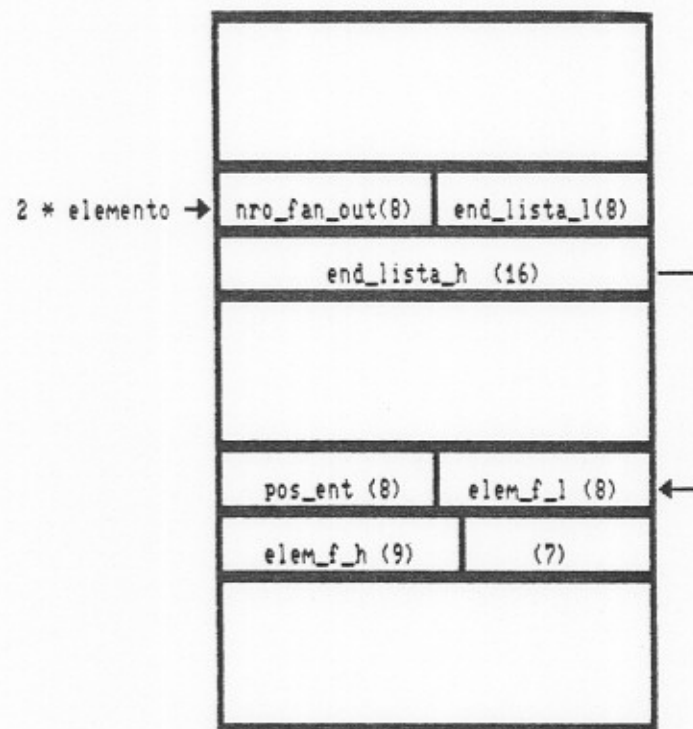 2 * elemento → nro_fan_out(8) end_lista_l(8)
end_lista_h (16)
pos_ent (8) elem_f_l (8)
elem_f_h (9) (7)